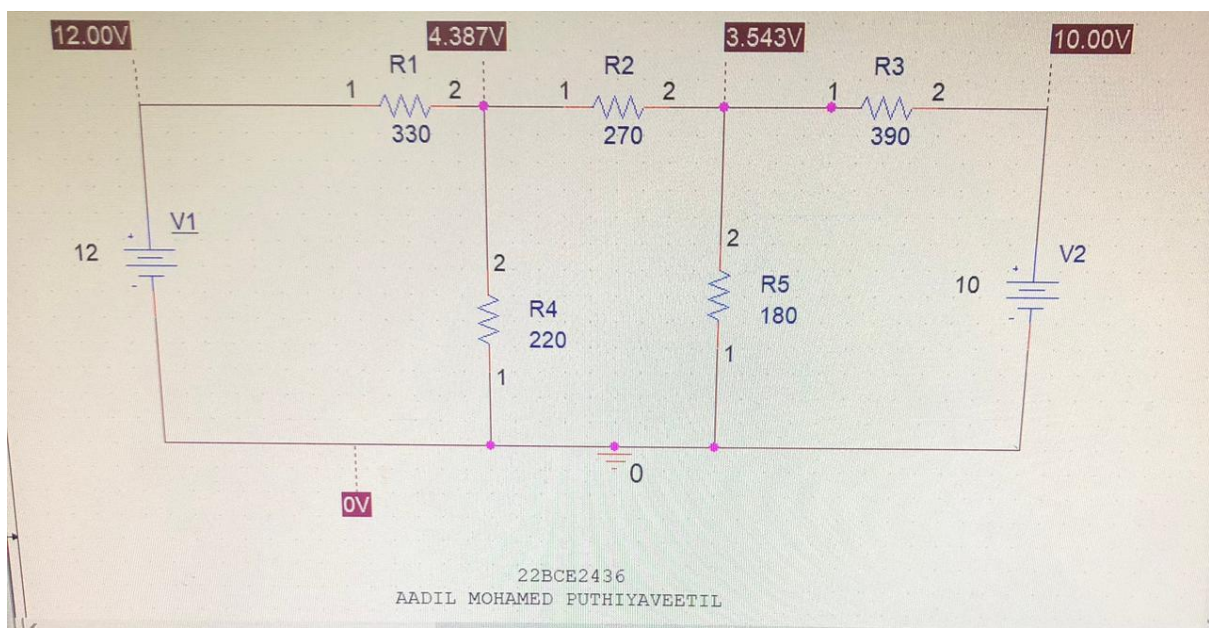 12.00V 4.387V 3.543V 10.00V
R1 R2 R3
1 2 1 2 1 2
330 270 390
V1
12
2
R4
220
1
2
R5
180
1
V2
10
0
0V
22BCE2436
AADIL MOHAMED PUTHIYAVEETIL